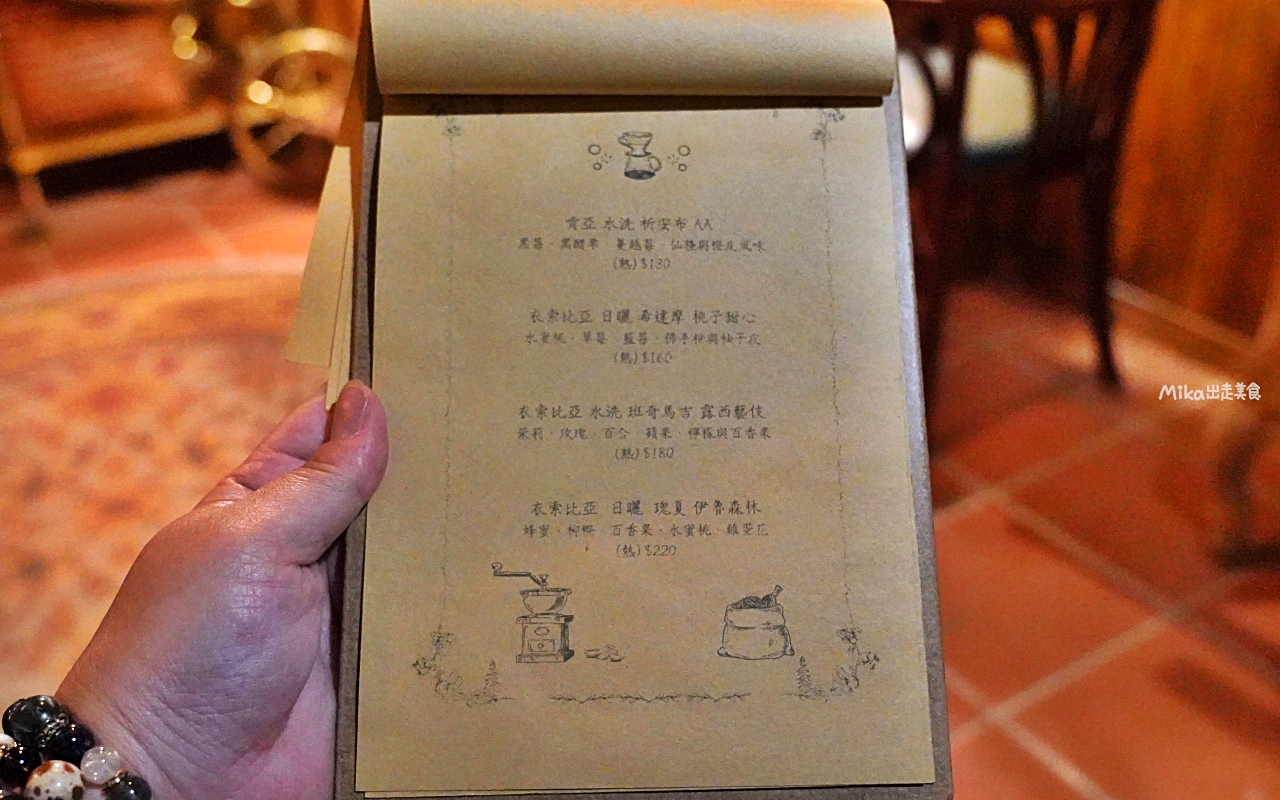 肯亞 水洗 祈安布 AA
黑莓、黑醋栗、蔓越莓、仙楂與橙皮風味
(熱) $130
衣索比亞 日曬 希達摩 桃子甜心
水蜜桃、草莓、藍莓、佛手柑與柚子皮
(熱) $160
衣索比亞 水洗 班奇馬吉 露西藝伎
茉莉、玫瑰、百合、蘋果、檸檬與百香果
(熱) $180
衣索比亞 日曬 瑰夏 伊魯森林
蜂蜜、柳橙、百香果、水蜜桃、雞蛋花
(熱) $220
Mika出走美食